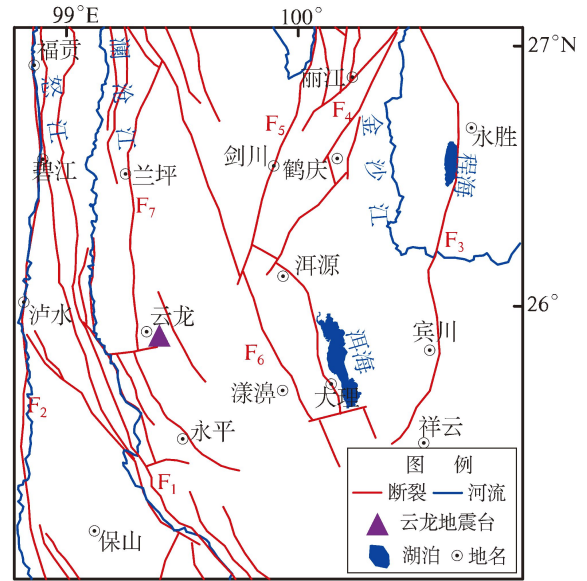 99°E 100°
27°N
福贡
澜沧江
丽江
怒江
F5
F4
金沙江
永胜
碧江
兰坪
剑川
鹤庆
程海
F7
F3
洱源
26°
泸水
云龙
宾川
洱海
F6
漾濞
大理
F2
永平
祥云
F1
保山
图 例
断裂 河流
云龙地震台
湖泊 地名